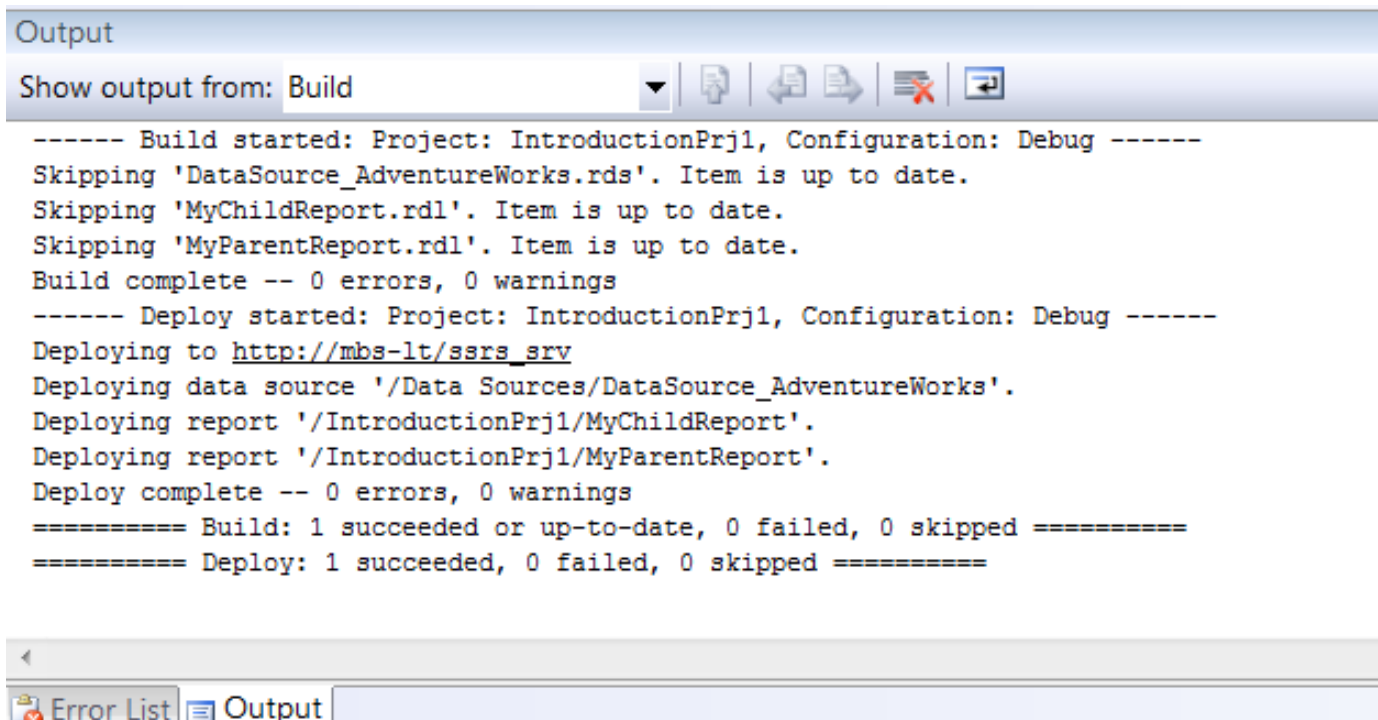 Output
Show output from: Build
------ Build started: Project: IntroductionPrj1, Configuration: Debug ------
Skipping 'DataSource_AdventureWorks.rds'. Item is up to date.
Skipping 'MyChildReport.rdl'. Item is up to date.
Skipping 'MyParentReport.rdl'. Item is up to date.
Build complete -- 0 errors, 0 warnings
------ Deploy started: Project: IntroductionPrj1, Configuration: Debug ------
Deploying to http://mbs-lt/ssrs_srv
Deploying data source '/Data Sources/DataSource_AdventureWorks'.
Deploying report '/IntroductionPrj1/MyChildReport'.
Deploying report '/IntroductionPrj1/MyParentReport'.
Deploy complete -- 0 errors, 0 warnings
========== Build: 1 succeeded or up-to-date, 0 failed, 0 skipped ==========
========== Deploy: 1 succeeded, 0 failed, 0 skipped ==========
Error List Output